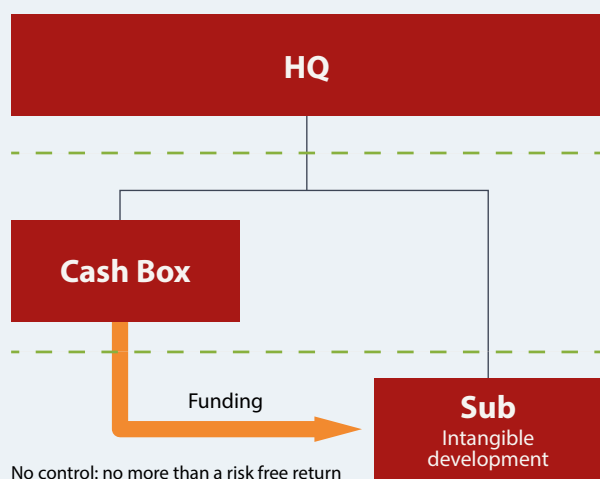 HQ
Cash Box
Funding
Sub
Intangible
development
No control: no more than a risk free return